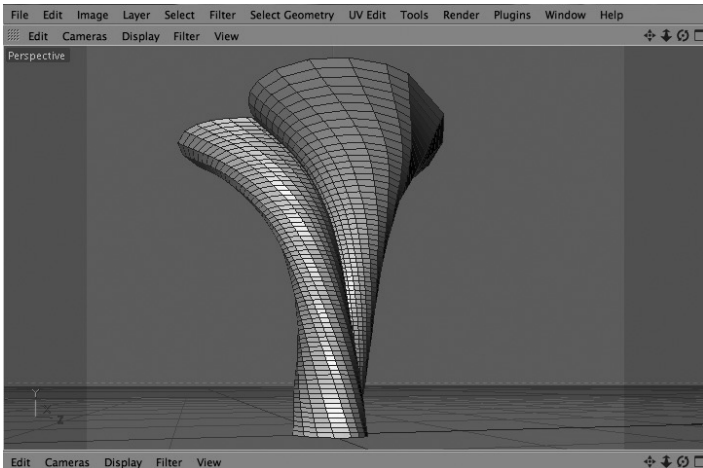 File Edit Image Layer Select Filter Select Geometry UV Edit Tools Render Plugins Window Help
Edit Cameras Display Filter View
Perspective
Y
X
Z
Edit Cameras Display Filter View